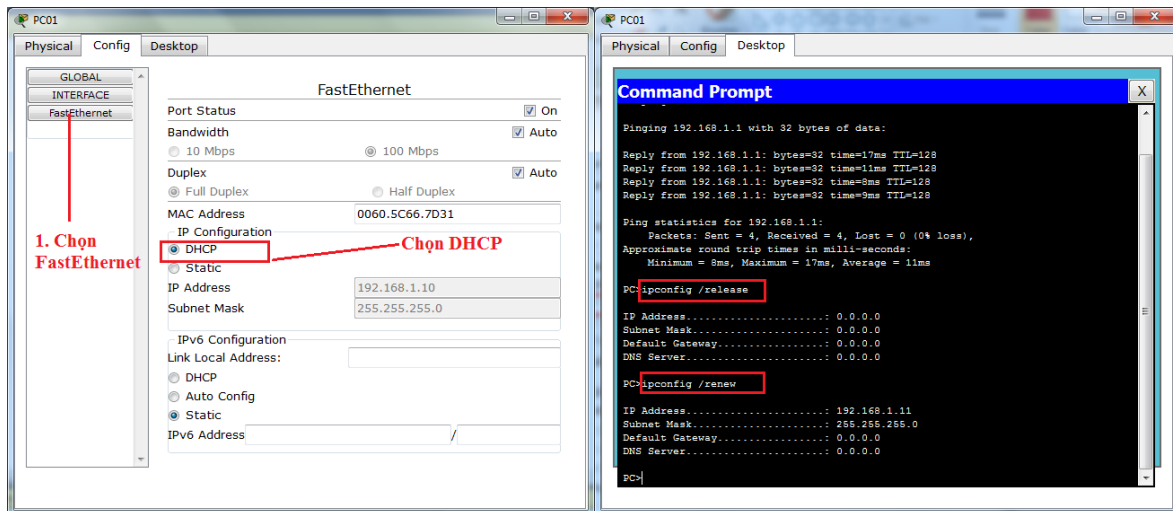 PC01
Physical Config Desktop
GLOBAL
INTERFACE
FastEthernet
FastEthernet
Port Status On
Bandwidth Auto
10 Mbps 100 Mbps
Duplex Auto
Full Duplex Half Duplex
MAC Address 0060.5C66.7D31
IP Configuration
DHCP
Static
IP Address 192.168.1.10
Subnet Mask 255.255.255.0
IPv6 Configuration
Link Local Address:
DHCP
Auto Config
Static
IPv6 Address /
1. Chọn
FastEthernet
Chọn DHCP
PC01
Physical Config Desktop
Command Prompt X
Pinging 192.168.1.1 with 32 bytes of data:
Reply from 192.168.1.1: bytes=32 time=17ms TTL=128
Reply from 192.168.1.1: bytes=32 time=11ms TTL=128
Reply from 192.168.1.1: bytes=32 time=8ms TTL=128
Reply from 192.168.1.1: bytes=32 time=9ms TTL=128
Ping statistics for 192.168.1.1:
Packets: Sent = 4, Received = 4, Lost = 0 (0% loss),
Approximate round trip times in milli-seconds:
Minimum = 8ms, Maximum = 17ms, Average = 11ms
PC>ipconfig /release
IP Address......................: 0.0.0.0
Subnet Mask.....................: 0.0.0.0
Default Gateway.................: 0.0.0.0
DNS Server......................: 0.0.0.0
PC>ipconfig /renew
IP Address......................: 192.168.1.11
Subnet Mask.....................: 255.255.255.0
Default Gateway.................: 0.0.0.0
DNS Server......................: 0.0.0.0
PC>